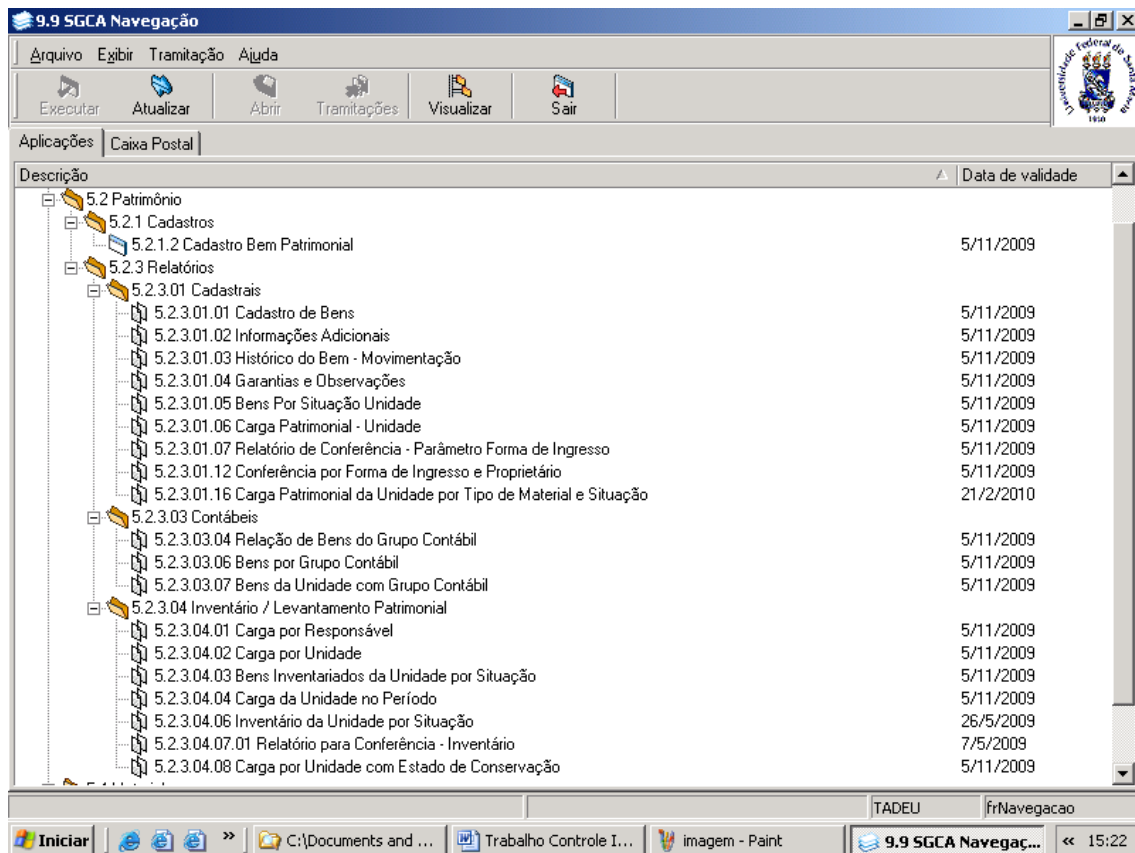 9.9 SGCA Navegação
Arquivo Exibir Tramitação Ajuda
Universidade Federal de Santa Maria
1960
Executar Atualizar Abrir Tramitações Visualizar Sair
Aplicações Caixa Postal
Descrição Data de validade
5.2 Patrimônio
5.2.1 Cadastros
5.2.1.2 Cadastro Bem Patrimonial 5/11/2009
5.2.3 Relatórios
5.2.3.01 Cadastrais
5.2.3.01.01 Cadastro de Bens 5/11/2009
5.2.3.01.02 Informações Adicionais 5/11/2009
5.2.3.01.03 Histórico do Bem - Movimentação 5/11/2009
5.2.3.01.04 Garantias e Observações 5/11/2009
5.2.3.01.05 Bens Por Situação Unidade 5/11/2009
5.2.3.01.06 Carga Patrimonial - Unidade 5/11/2009
5.2.3.01.07 Relatório de Conferência - Parâmetro Forma de Ingresso 5/11/2009
5.2.3.01.12 Conferência por Forma de Ingresso e Proprietário 5/11/2009
5.2.3.01.16 Carga Patrimonial da Unidade por Tipo de Material e Situação 21/2/2010
5.2.3.03 Contábeis
5.2.3.03.04 Relação de Bens do Grupo Contábil 5/11/2009
5.2.3.03.06 Bens por Grupo Contábil 5/11/2009
5.2.3.03.07 Bens da Unidade com Grupo Contábil 5/11/2009
5.2.3.04 Inventário / Levantamento Patrimonial
5.2.3.04.01 Carga por Responsável 5/11/2009
5.2.3.04.02 Carga por Unidade 5/11/2009
5.2.3.04.03 Bens Inventariados da Unidade por Situação 5/11/2009
5.2.3.04.04 Carga da Unidade no Período 5/11/2009
5.2.3.04.06 Inventário da Unidade por Situação 26/5/2009
5.2.3.04.07.01 Relatório para Conferência - Inventário 7/5/2009
5.2.3.04.08 Carga por Unidade com Estado de Conservação 5/11/2009
TADEU frNavegacao
Iniciar » C:\Documents and ... Trabalho Controle I... imagem - Paint 9.9 SGCA Navegaç... « 15:22